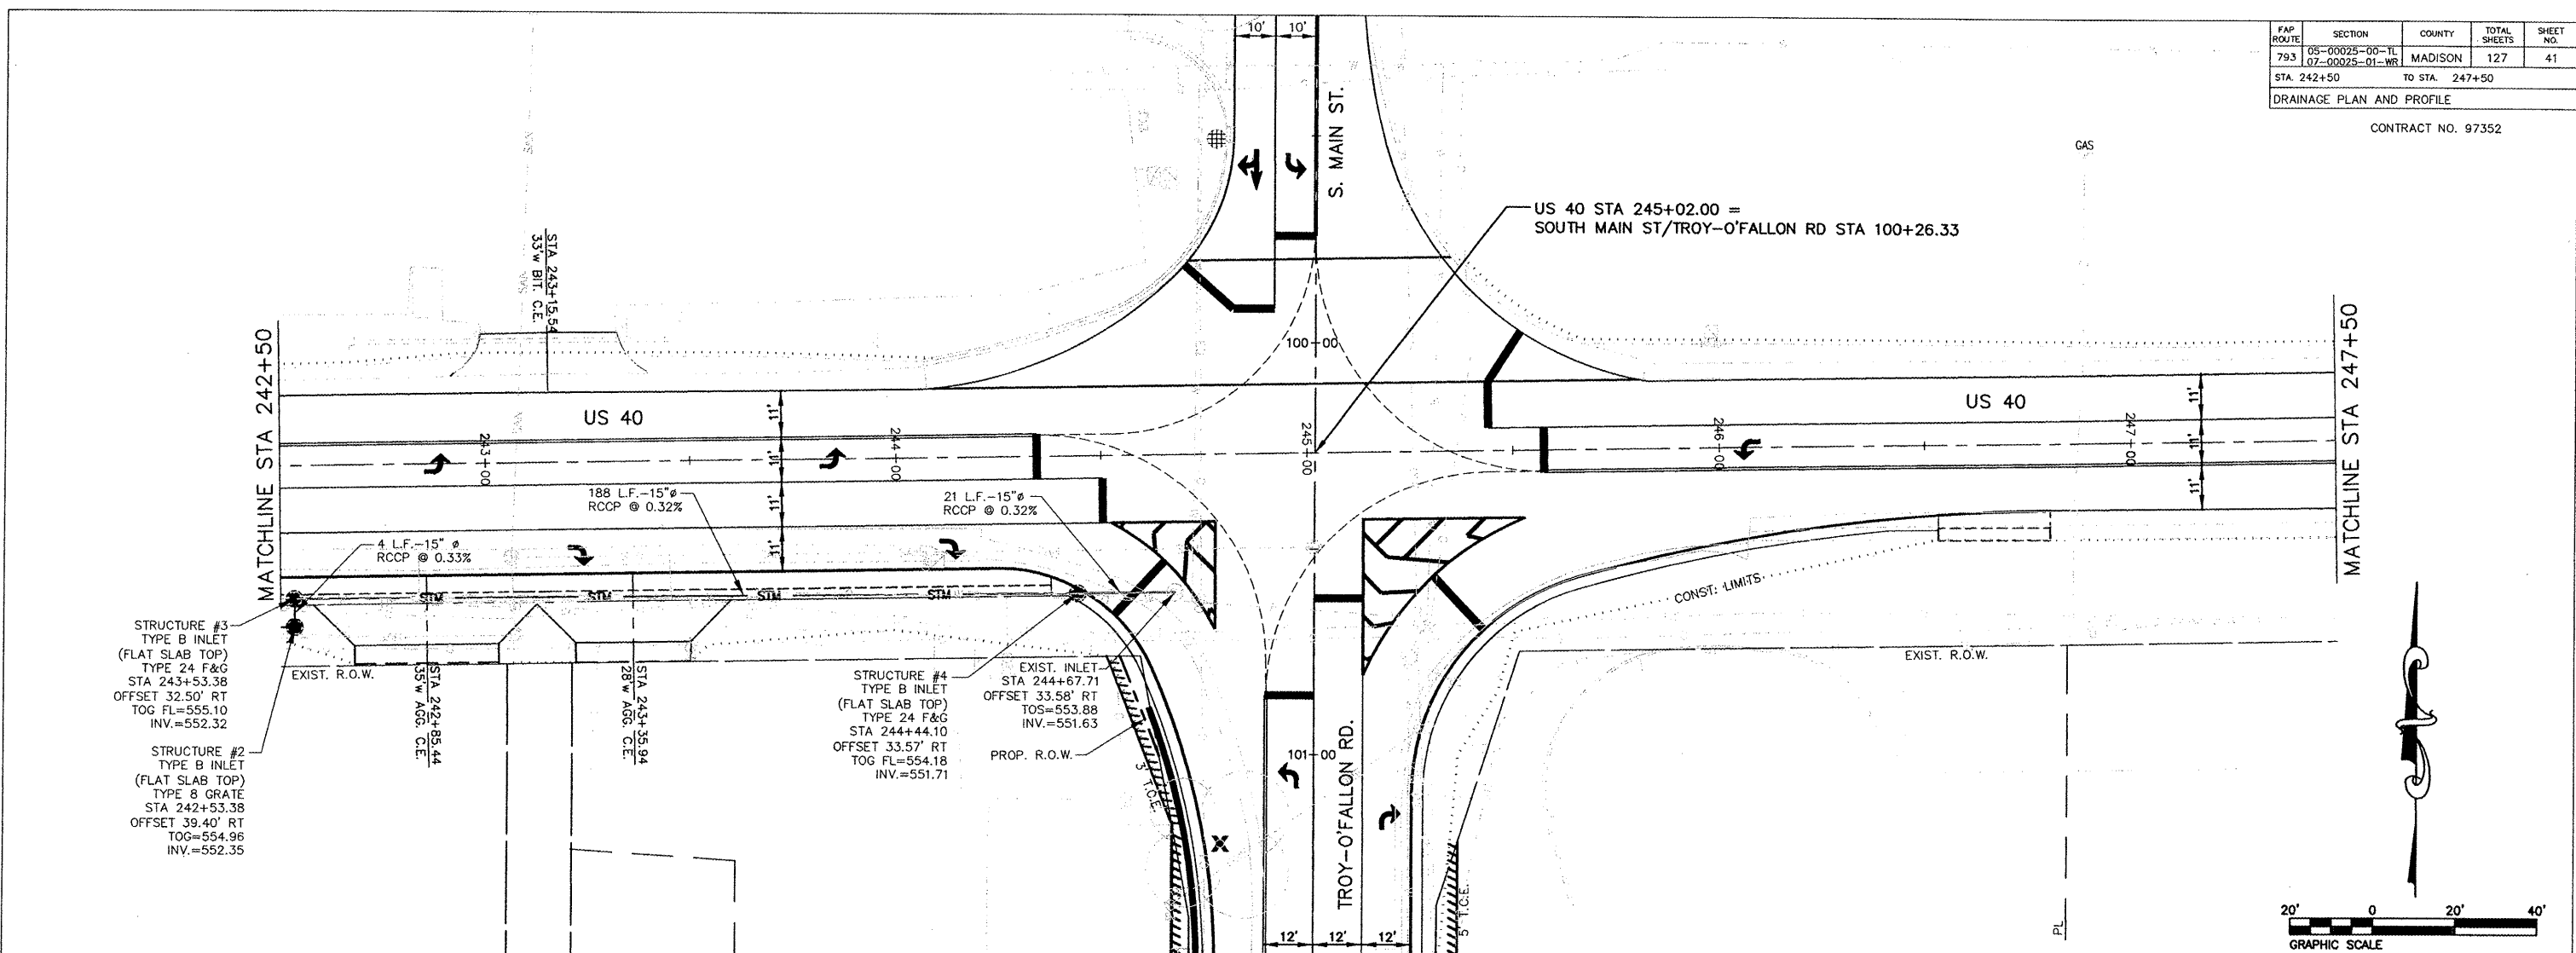 FAP ROUTE SECTION COUNTY TOTAL SHEETS SHEET NO.
793 05-00025-00-TL 07-00025-01-WR MADISON 127 41
STA. 242+50 TO STA. 247+50
DRAINAGE PLAN AND PROFILE
CONTRACT NO. 97352
10' 10'
S. MAIN ST.
GAS
US 40 STA 245+02.00 =
SOUTH MAIN ST/TROY-O'FALLON RD STA 100+26.33
STA 243+15.54
33'w BIT. C.E.
100+00
MATCHLINE STA 242+50
US 40
11'
11'
11'
11'
243+00
244+00
245+00
246+00
247+00
US 40
11'
11'
11'
MATCHLINE STA 247+50
188 L.F.-15"ø
RCCP @ 0.32%
21 L.F.-15"ø
RCCP @ 0.32%
4 L.F.-15" ø
RCCP @ 0.33%
STM STM STM STM
CONST. LIMITS
STRUCTURE #3
TYPE B INLET
(FLAT SLAB TOP)
TYPE 24 F&G
STA 243+53.38
OFFSET 32.50' RT
TOG FL=555.10
INV.=552.32
EXIST. R.O.W.
STA 242+85.44
35'w AGG. C.E.
STA 243+35.94
28'w AGG. C.E.
STRUCTURE #4
TYPE B INLET
(FLAT SLAB TOP)
TYPE 24 F&G
STA 244+44.10
OFFSET 33.57' RT
TOG FL=554.18
INV.=551.71
EXIST. INLET
STA 244+67.71
OFFSET 33.58' RT
TOS=553.88
INV.=551.63
PROP. R.O.W.
3' T.C.E.
EXIST. R.O.W.
STRUCTURE #2
TYPE B INLET
(FLAT SLAB TOP)
TYPE 8 GRATE
STA 242+53.38
OFFSET 39.40' RT
TOG=554.96
INV.=552.35
101+00
TROY-O'FALLON RD.
12' 12' 12'
5' T.C.E.
PL
20' 0 20' 40'
GRAPHIC SCALE